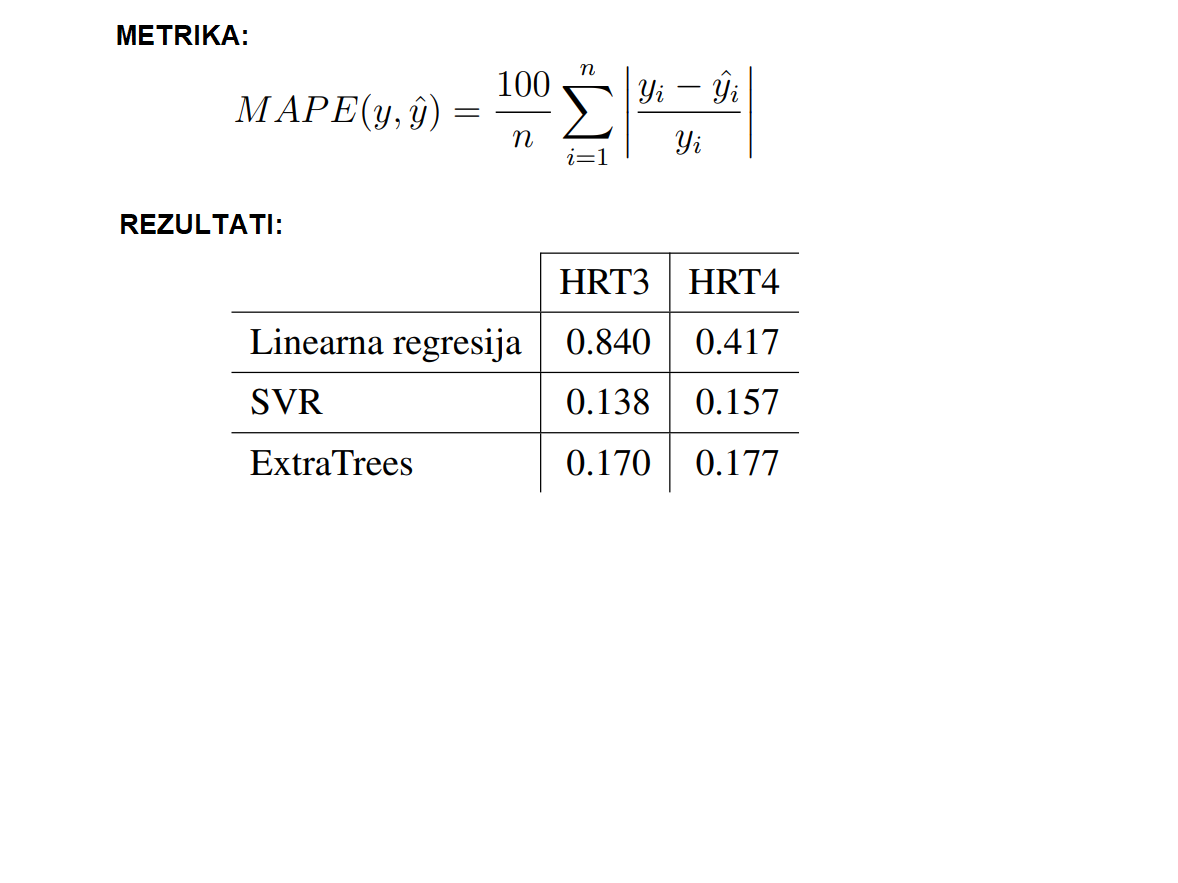 METRIKA:
MAPE(y, ŷ) = 100/n ∑_{i=1}^{n} |(y_i − ŷ_i)/y_i|
REZULTATI:
HRT3 HRT4
Linearna regresija 0.840 0.417
SVR 0.138 0.157
ExtraTrees 0.170 0.177